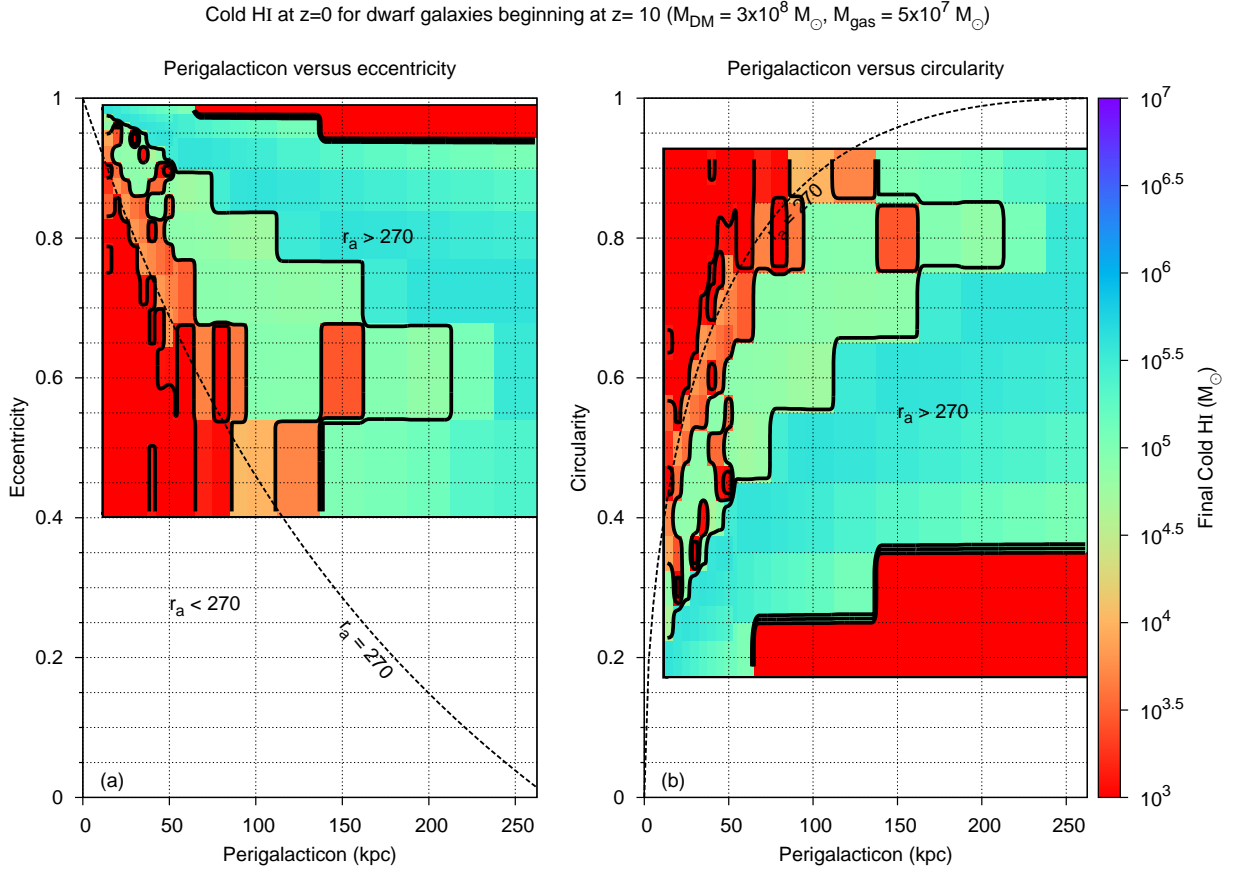 Cold HI at z=0 for dwarf galaxies beginning at z= 10 (M_DM = 3x10^8 M_⊙, M_gas = 5x10^7 M_⊙)
Perigalacticon versus eccentricity
Eccentricity
1
0.8
0.6
0.4
0.2
0
r_a > 270
r_a < 270
r_a = 270
(a)
0 50 100 150 200 250
Perigalacticon (kpc)
Perigalacticon versus circularity
Circularity
1
0.8
0.6
0.4
0.2
0
r_a = 270
r_a > 270
(b)
0 50 100 150 200 250
Perigalacticon (kpc)
10^7
10^6.5
10^6
10^5.5
10^5
10^4.5
10^4
10^3.5
10^3
Final Cold HI (M_⊙)